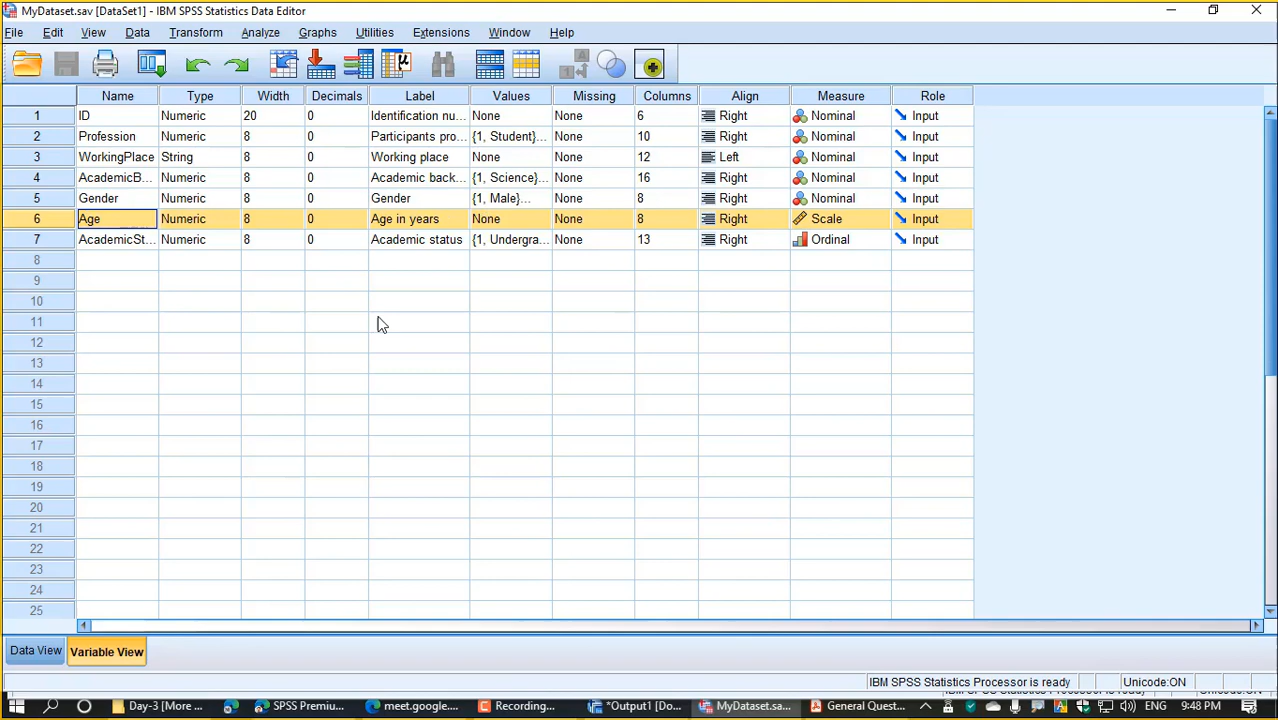 MyDataset.sav [DataSet1] - IBM SPSS Statistics Data Editor
File Edit View Data Transform Analyze Graphs Utilities Extensions Window Help
Name Type Width Decimals Label Values Missing Columns Align Measure Role
1 ID Numeric 20 0 Identification nu... None None 6 Right Nominal Input
2 Profession Numeric 8 0 Participants pro... {1, Student}... None 10 Right Nominal Input
3 WorkingPlace String 8 0 Working place None None 12 Left Nominal Input
4 AcademicB... Numeric 8 0 Academic back... {1, Science}... None 16 Right Nominal Input
5 Gender Numeric 8 0 Gender {1, Male}... None 8 Right Nominal Input
6 Age Numeric 8 0 Age in years None None 8 Right Scale Input
7 AcademicSt... Numeric 8 0 Academic status {1, Undergra... None 13 Right Ordinal Input
8
9
10
11
12
13
14
15
16
17
18
19
20
21
22
23
24
25
Data View Variable View
IBM SPSS Statistics Processor is ready Unicode:ON
Day-3 [More ... SPSS Premiu... meet.google.... Recording... *Output1 [Do... MyDataset.sa... General Quest... ENG 9:48 PM